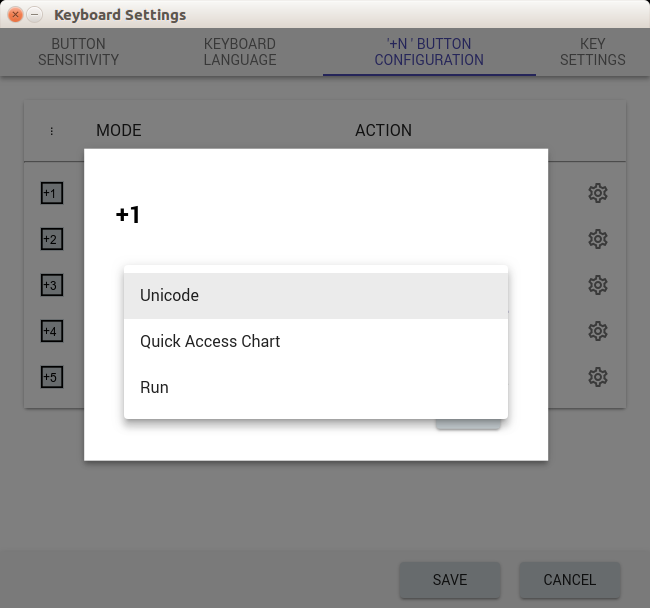 Keyboard Settings
BUTTON SENSITIVITY
KEYBOARD LANGUAGE
'+N ' BUTTON CONFIGURATION
KEY SETTINGS
MODE ACTION
+1
+1
+2
+3
+4
+5
Unicode
Quick Access Chart
Run
SAVE CANCEL